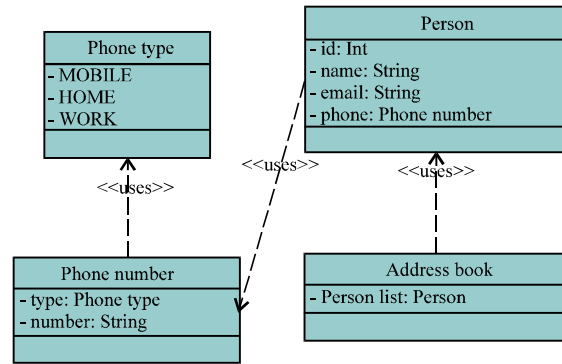 Phone type
- MOBILE
- HOME
- WORK
Person
- id: Int
- name: String
- email: String
- phone: Phone number
<<uses>>
<<uses>>
<<uses>>
Phone number
- type: Phone type
- number: String
Address book
- Person list: Person